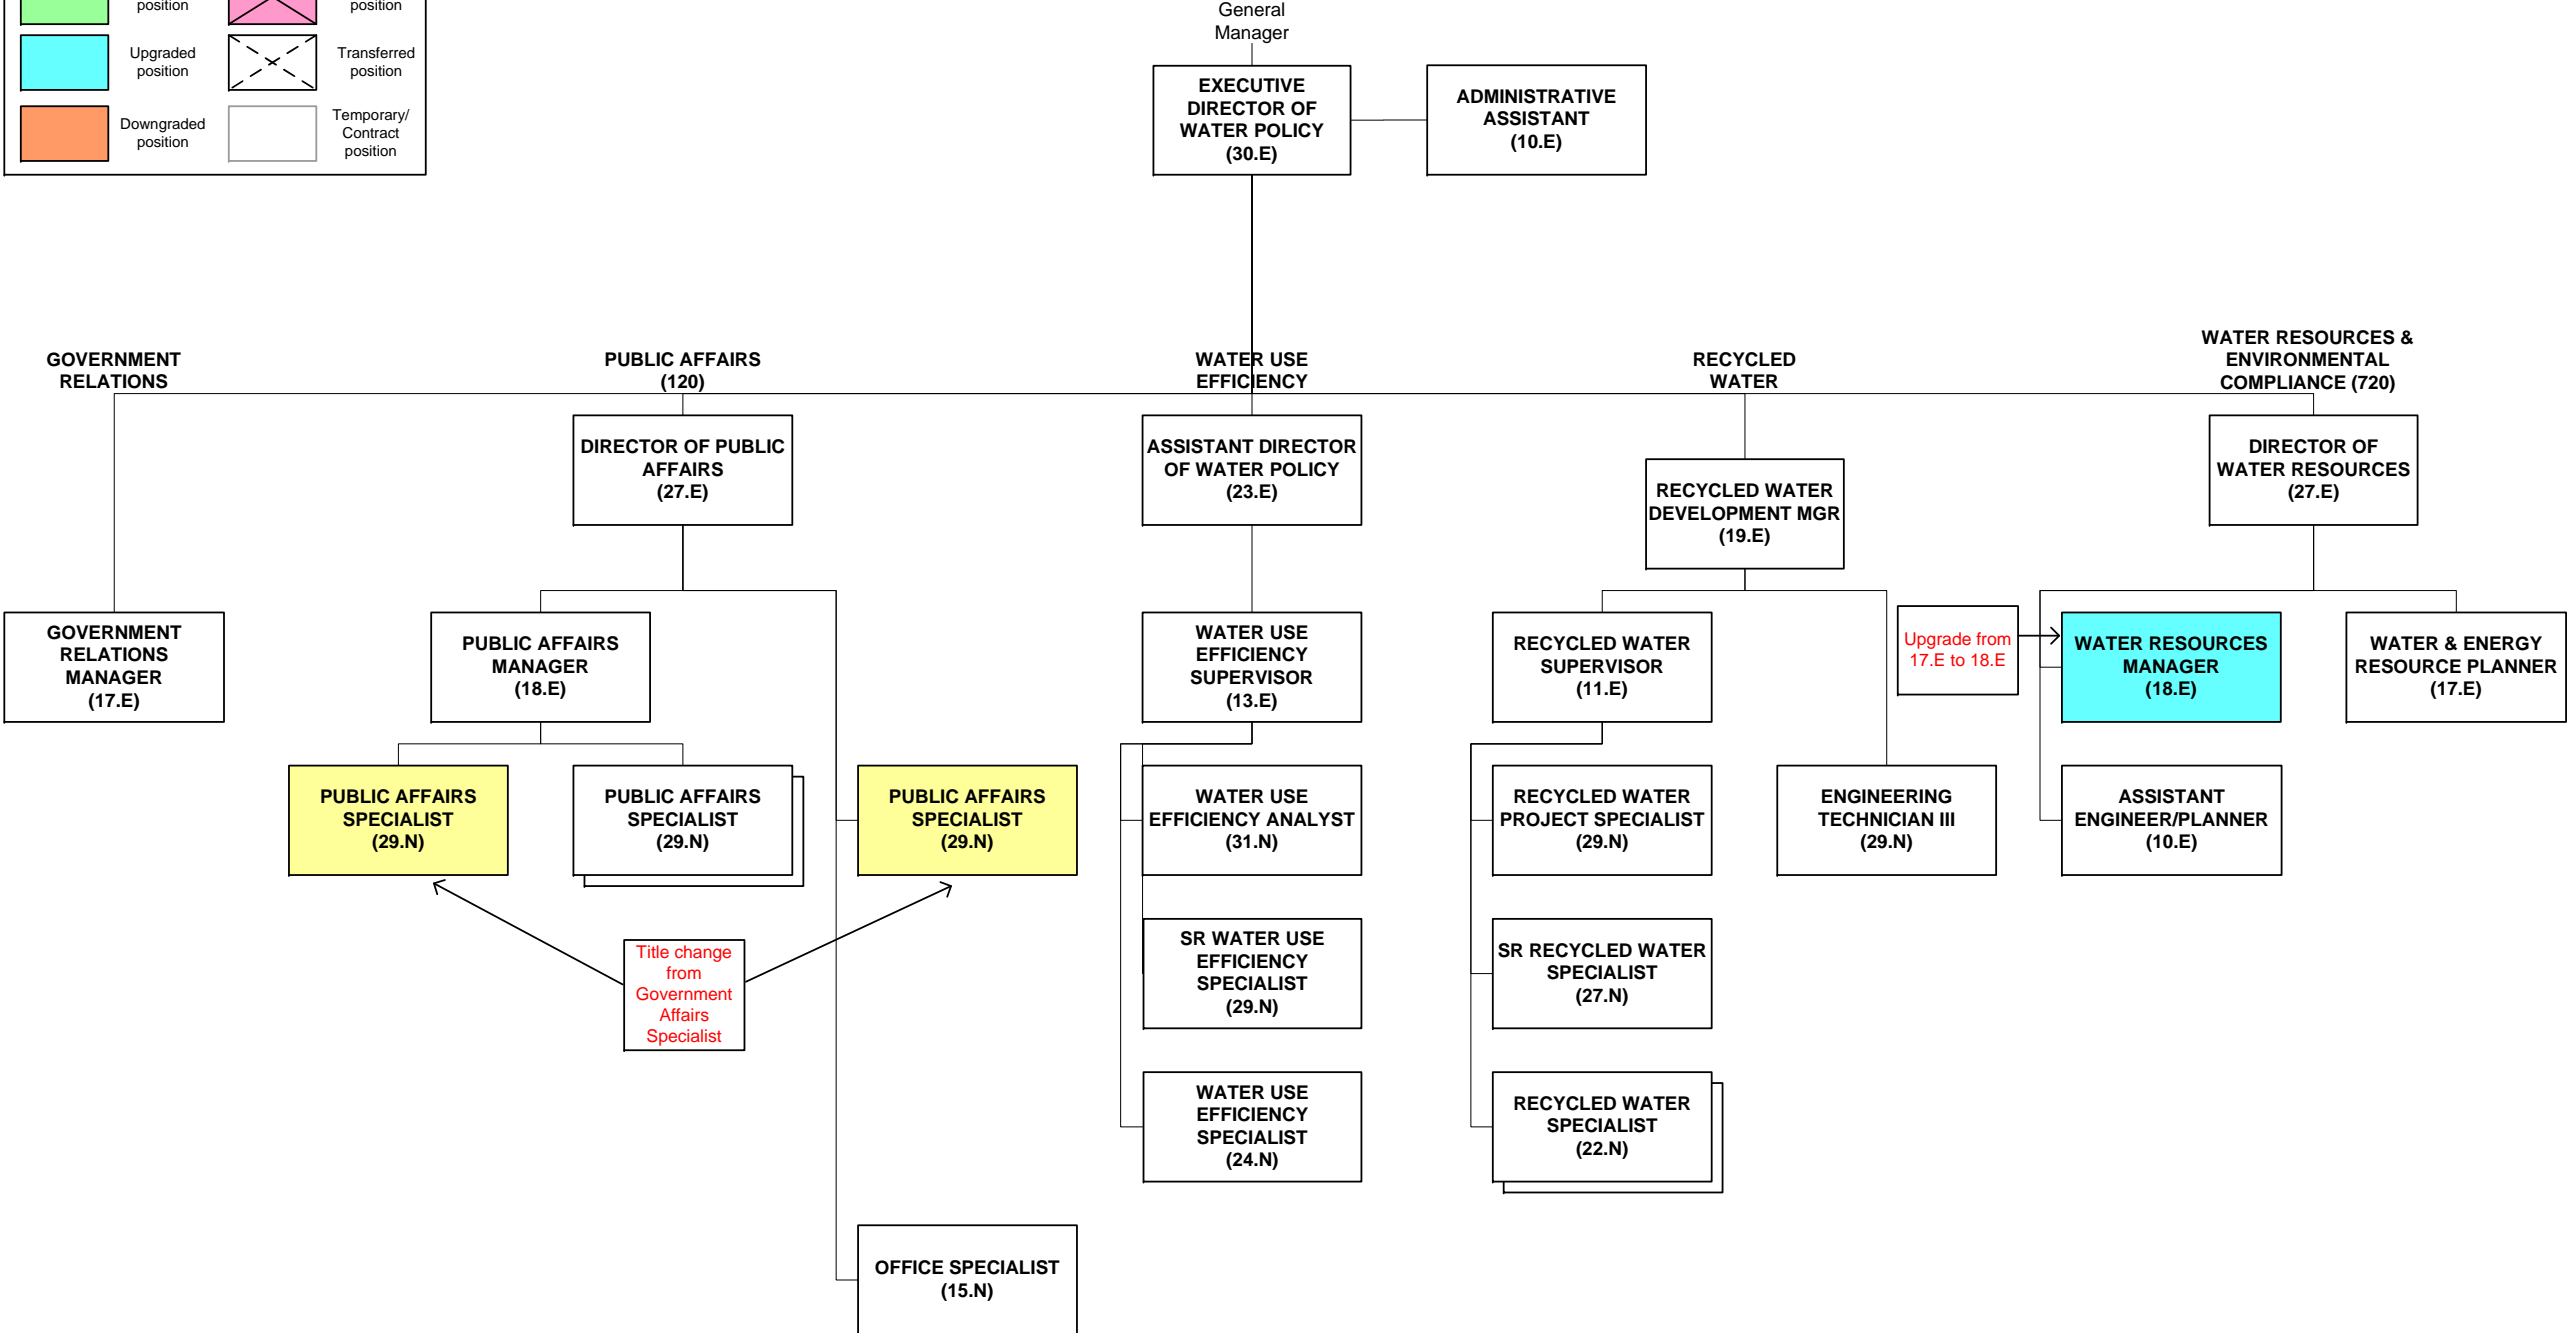 position
position
Upgraded
position
Transferred
position
Downgraded
position
Temporary/
Contract
position
General
Manager
EXECUTIVE
DIRECTOR OF
WATER POLICY
(30.E)
ADMINISTRATIVE
ASSISTANT
(10.E)
GOVERNMENT
RELATIONS
PUBLIC AFFAIRS
(120)
WATER USE
EFFICIENCY
RECYCLED
WATER
WATER RESOURCES &
ENVIRONMENTAL
COMPLIANCE (720)
DIRECTOR OF PUBLIC
AFFAIRS
(27.E)
ASSISTANT DIRECTOR
OF WATER POLICY
(23.E)
RECYCLED WATER
DEVELOPMENT MGR
(19.E)
DIRECTOR OF
WATER RESOURCES
(27.E)
GOVERNMENT
RELATIONS
MANAGER
(17.E)
PUBLIC AFFAIRS
MANAGER
(18.E)
WATER USE
EFFICIENCY
SUPERVISOR
(13.E)
RECYCLED WATER
SUPERVISOR
(11.E)
Upgrade from
17.E to 18.E
WATER RESOURCES
MANAGER
(18.E)
WATER & ENERGY
RESOURCE PLANNER
(17.E)
PUBLIC AFFAIRS
SPECIALIST
(29.N)
PUBLIC AFFAIRS
SPECIALIST
(29.N)
PUBLIC AFFAIRS
SPECIALIST
(29.N)
WATER USE
EFFICIENCY ANALYST
(31.N)
RECYCLED WATER
PROJECT SPECIALIST
(29.N)
ENGINEERING
TECHNICIAN III
(29.N)
ASSISTANT
ENGINEER/PLANNER
(10.E)
Title change
from
Government
Affairs
Specialist
SR WATER USE
EFFICIENCY
SPECIALIST
(29.N)
SR RECYCLED WATER
SPECIALIST
(27.N)
WATER USE
EFFICIENCY
SPECIALIST
(24.N)
RECYCLED WATER
SPECIALIST
(22.N)
OFFICE SPECIALIST
(15.N)